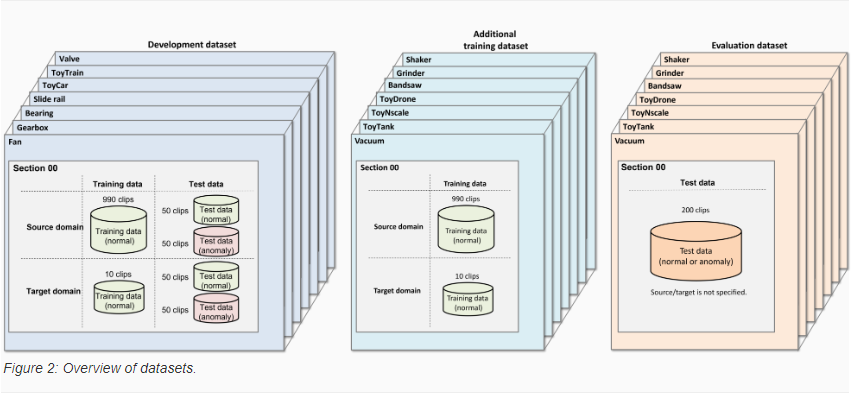 Development dataset
Valve
ToyTrain
ToyCar
Slide rail
Bearing
Gearbox
Fan
Section 00
Training data
Test data
990 clips
Source domain
Training data
(normal)
50 clips
Test data
(normal)
50 clips
Test data
(anomaly)
10 clips
Target domain
Training data
(normal)
50 clips
Test data
(normal)
50 clips
Test data
(anomaly)
Additional
training dataset
Shaker
Grinder
Bandsaw
ToyDrone
ToyNscale
ToyTank
Vacuum
Section 00
Training data
990 clips
Source domain
Training data
(normal)
10 clips
Target domain
Training data
(normal)
Evaluation dataset
Shaker
Grinder
Bandsaw
ToyDrone
ToyNscale
ToyTank
Vacuum
Section 00
Test data
200 clips
Test data
(normal or anomaly)
Source/target is not specified.
Figure 2: Overview of datasets.